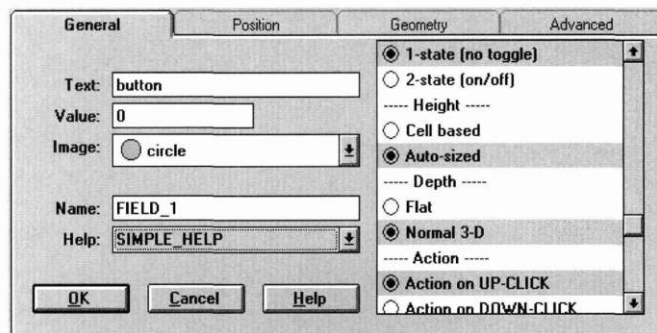 General Position Geometry Advanced
Text: button
Value: 0
Image: circle
Name: FIELD_1
Help: SIMPLE_HELP
OK Cancel Help
1-state (no toggle)
2-state (on/off)
----- Height -----
Cell based
Auto-sized
----- Depth -----
Flat
Normal 3-D
----- Action -----
Action on UP-CLICK
Action on DOWN-CLICK